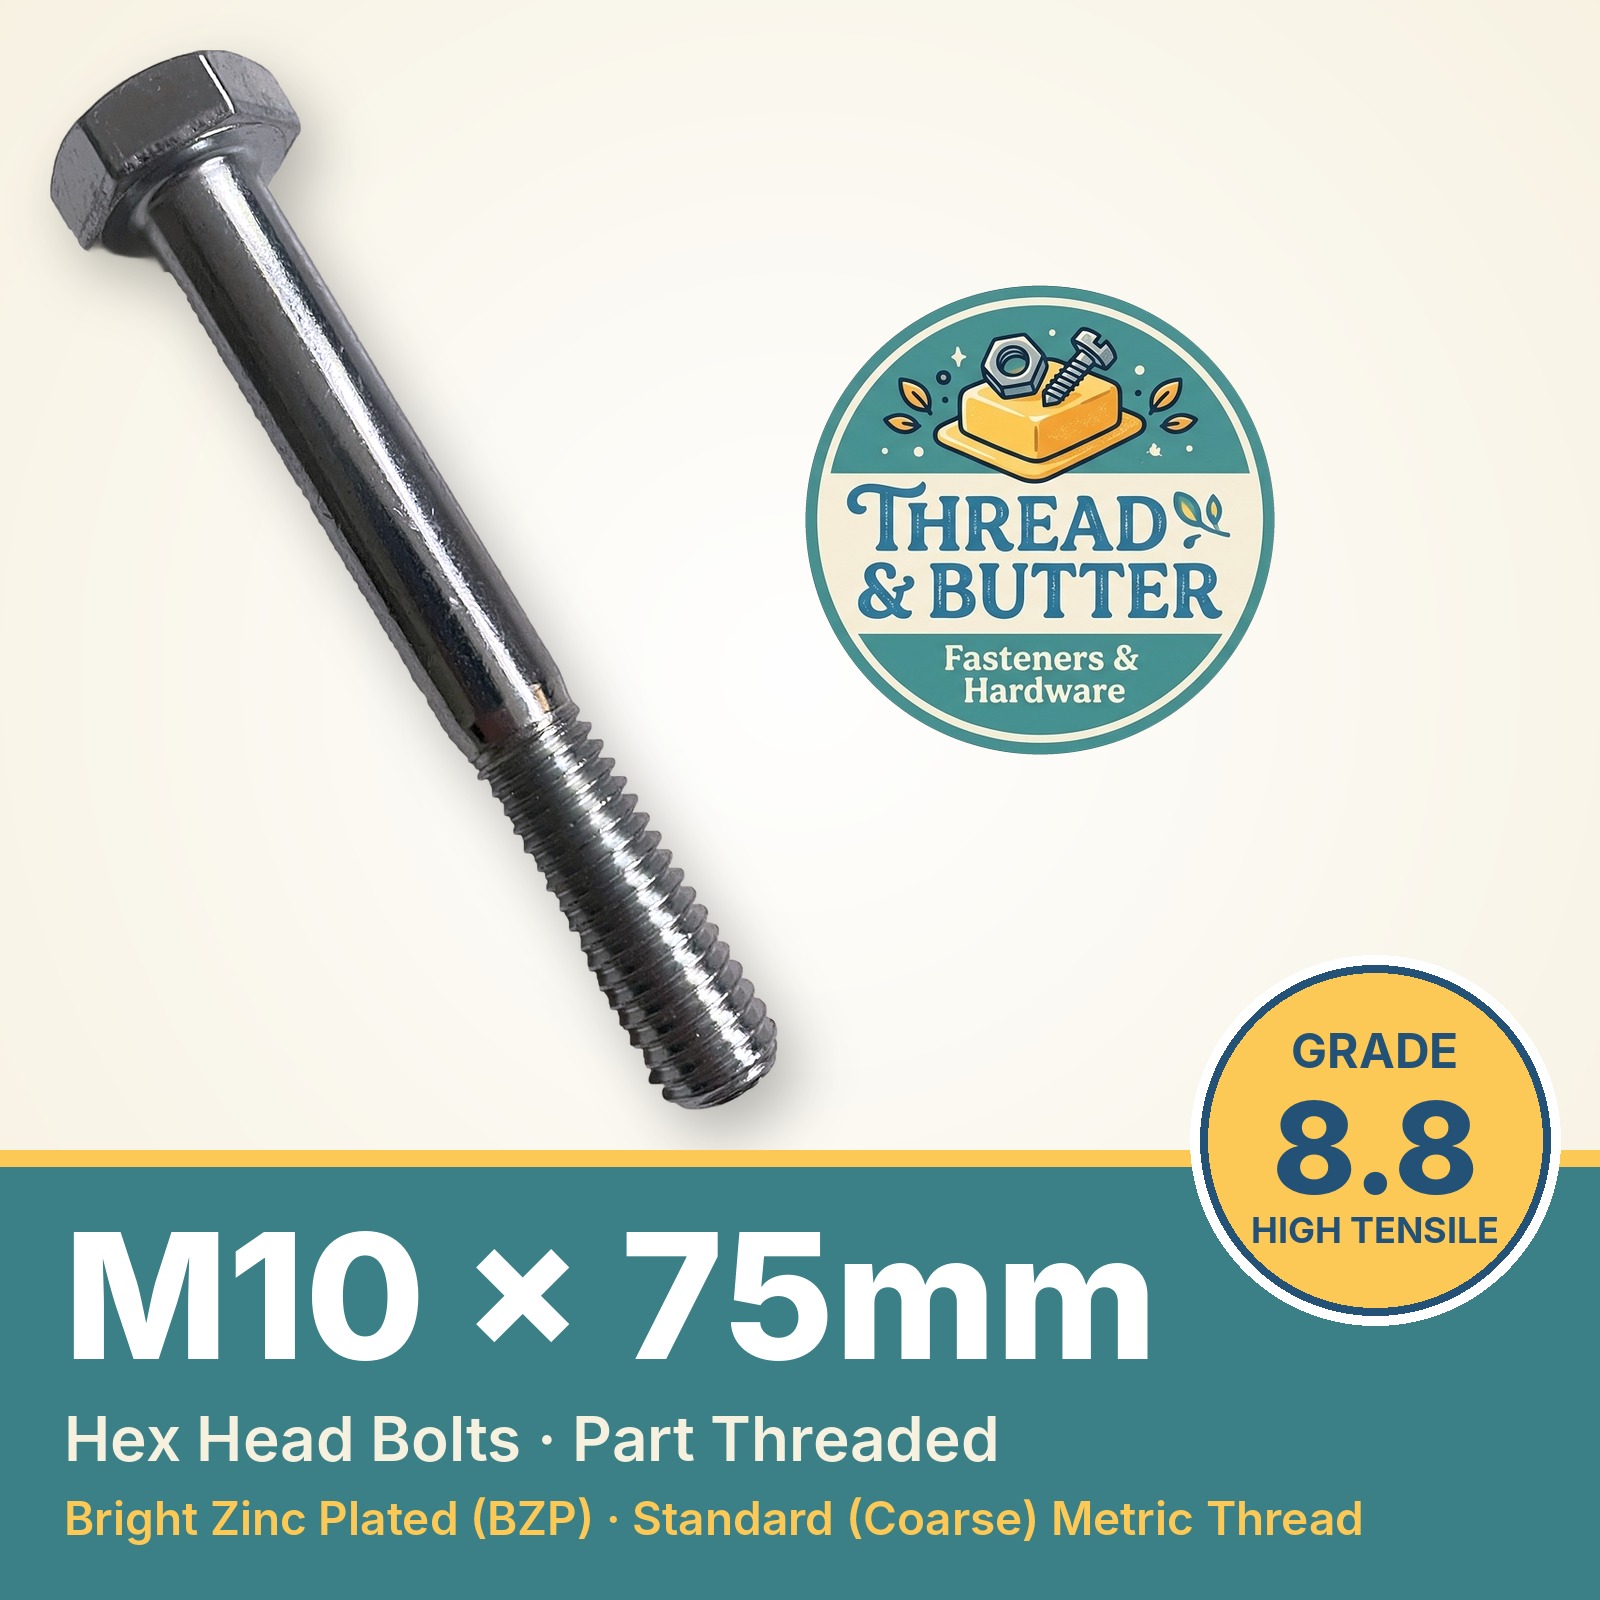 THREAD
& BUTTER
Fasteners &
Hardware
GRADE
8.8
HIGH TENSILE
M10 × 75mm
Hex Head Bolts · Part Threaded
Bright Zinc Plated (BZP) · Standard (Coarse) Metric Thread